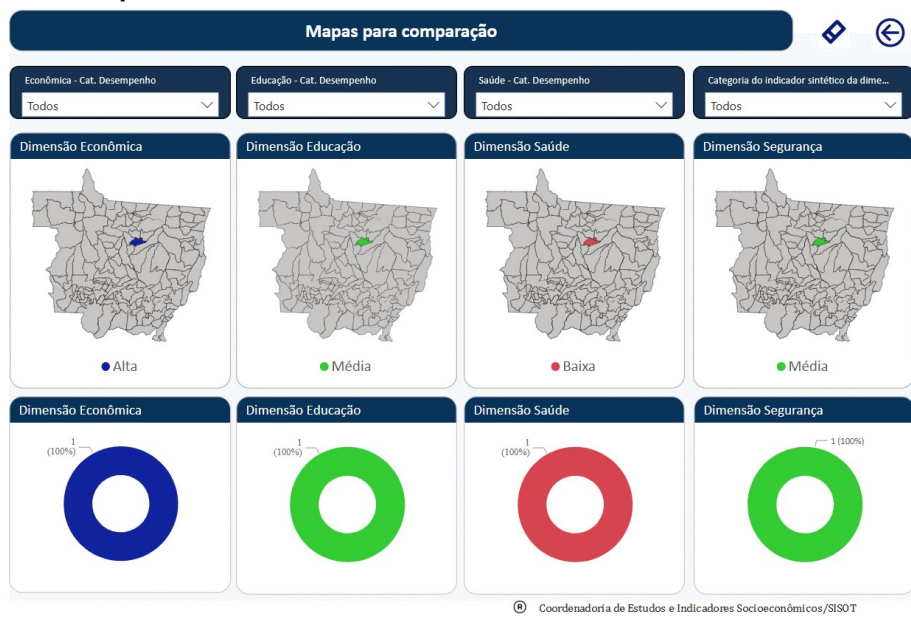 Mapas para comparação
Econômica - Cat. Desempenho
Todos
Educação - Cat. Desempenho
Todos
Saúde - Cat. Desempenho
Todos
Categoria do indicador sintético da dime...
Todos
Dimensão Econômica
Alta
Dimensão Educação
Média
Dimensão Saúde
Baixa
Dimensão Segurança
Média
Dimensão Econômica
1
(100%)
Dimensão Educação
1
(100%)
Dimensão Saúde
1
(100%)
Dimensão Segurança
1 (100%)
® Coordenadoria de Estudos e Indicadores Socioeconômicos/SISOT